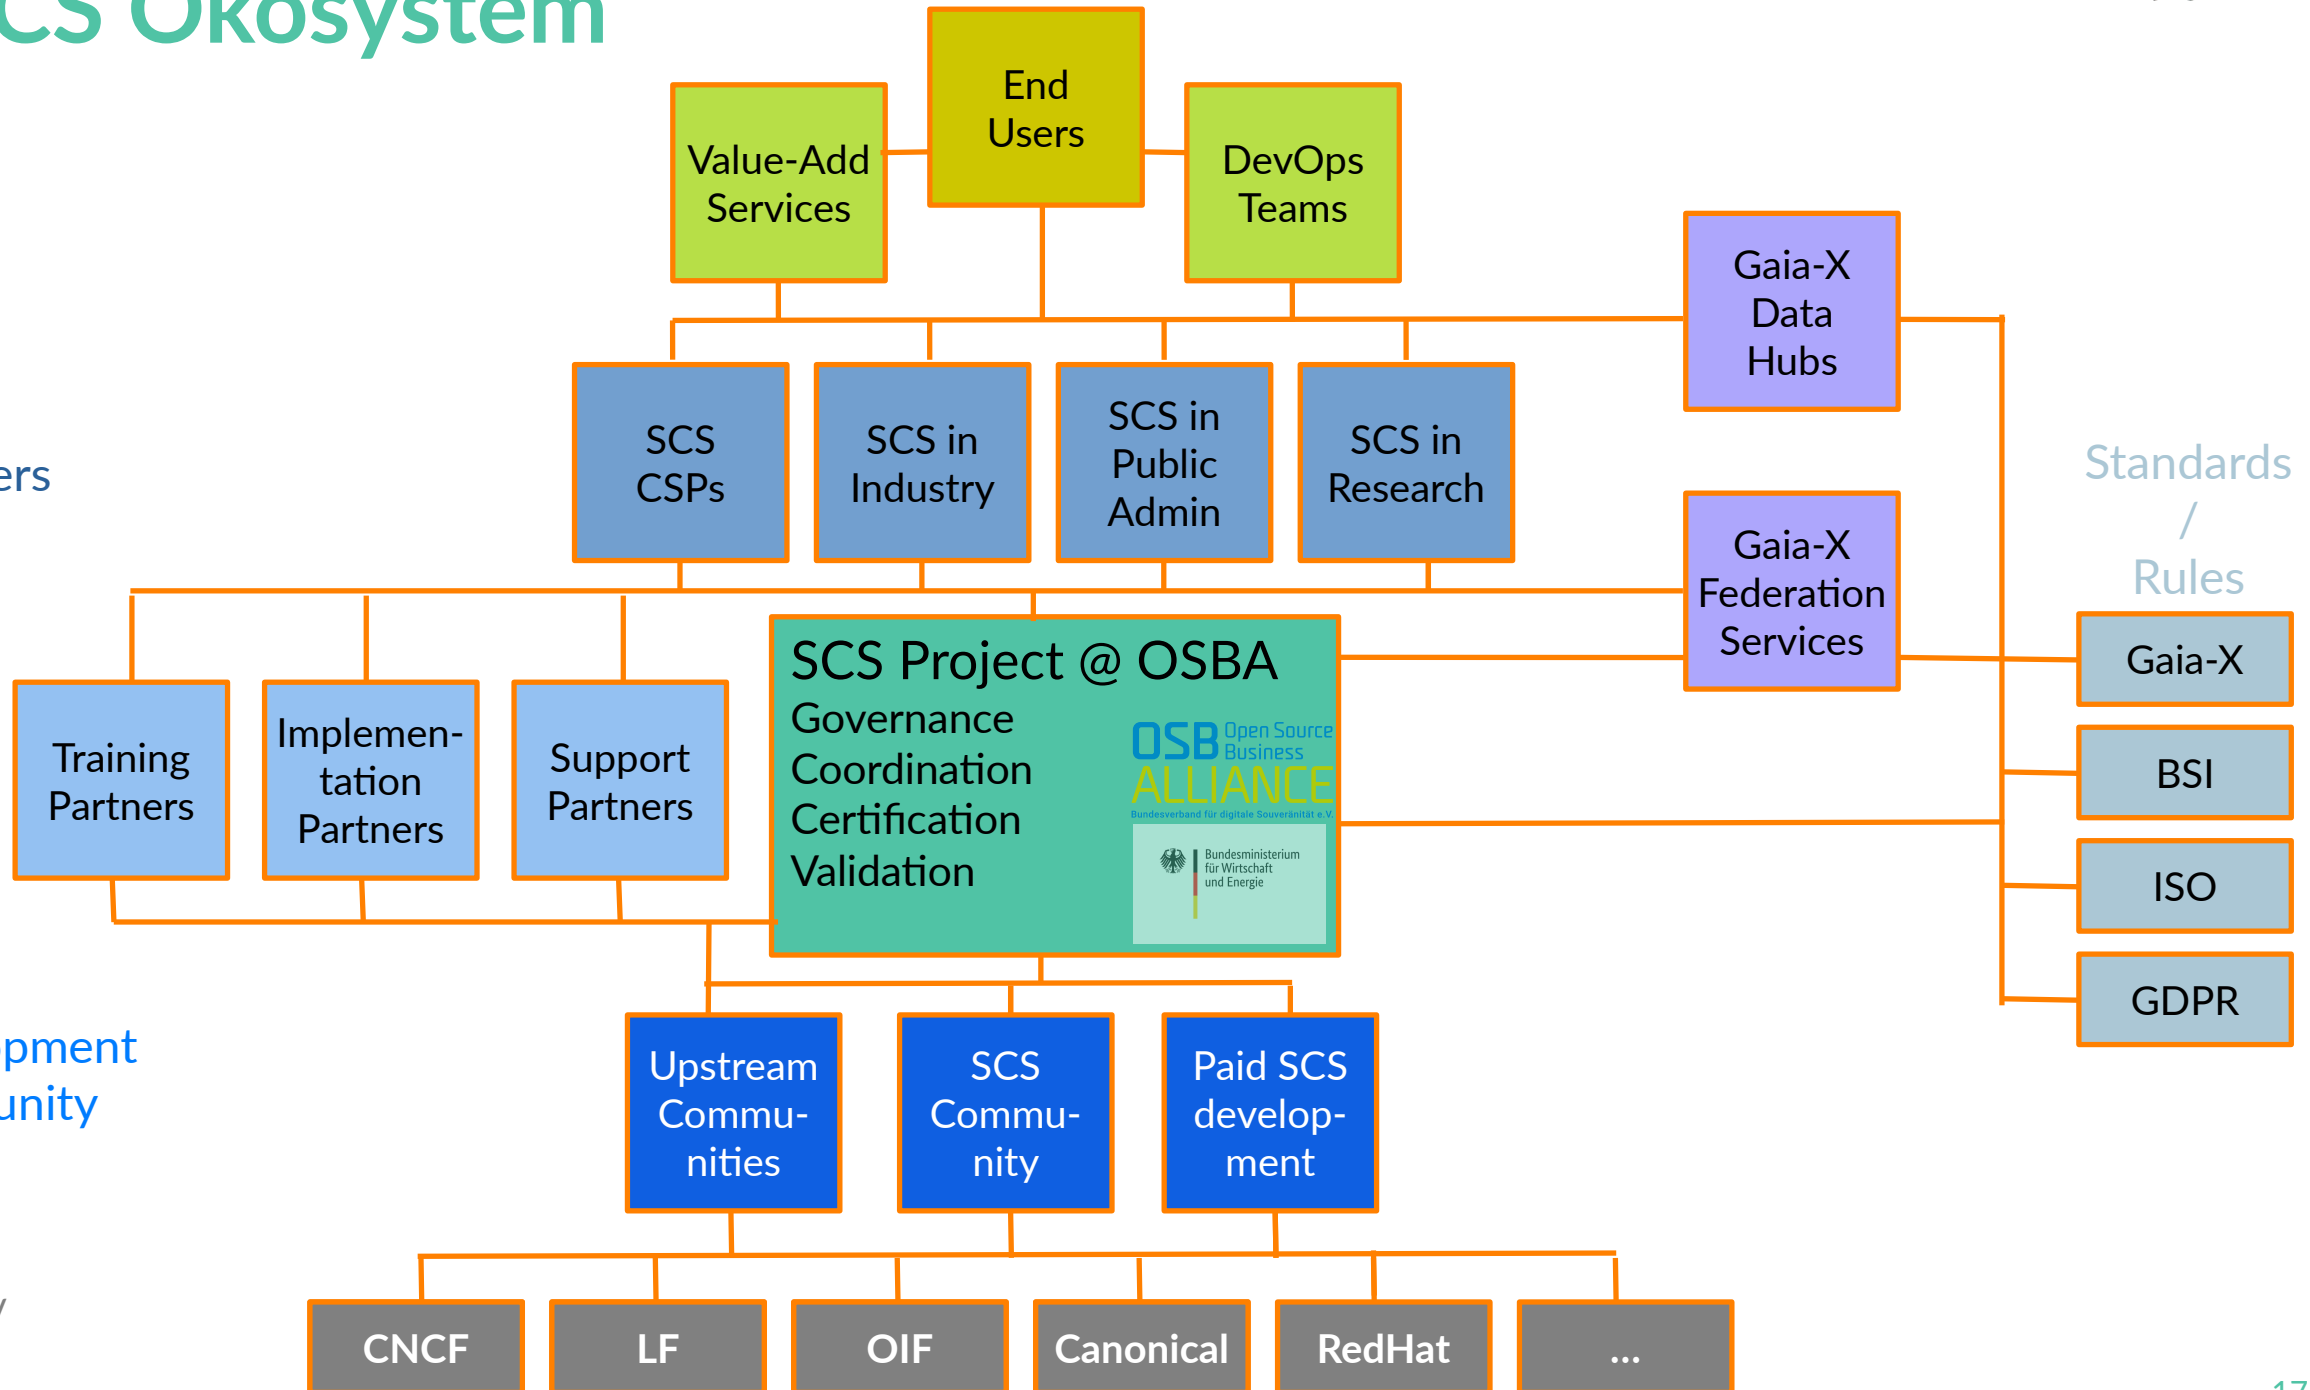 CS Ökosystem
End
Users
Value-Add
Services
DevOps
Teams
Gaia-X
Data
Hubs
SCS
CSPs
SCS in
Industry
SCS in
Public
Admin
SCS in
Research
ers
Standards
/
Rules
Gaia-X
Federation
Services
Training
Partners
Implemen-
tation
Partners
Support
Partners
SCS Project @ OSBA
Governance
Coordination
Certification
Validation
OSB Open Source
Business
ALLIANCE
Bundesverband für digitale Souveränität e.V.
Bundesministerium
für Wirtschaft
und Energie
Gaia-X
BSI
ISO
GDPR
opment
unity
Upstream
Commu-
nities
SCS
Commu-
nity
Paid SCS
develop-
ment
CNCF
LF
OIF
Canonical
RedHat
...
17